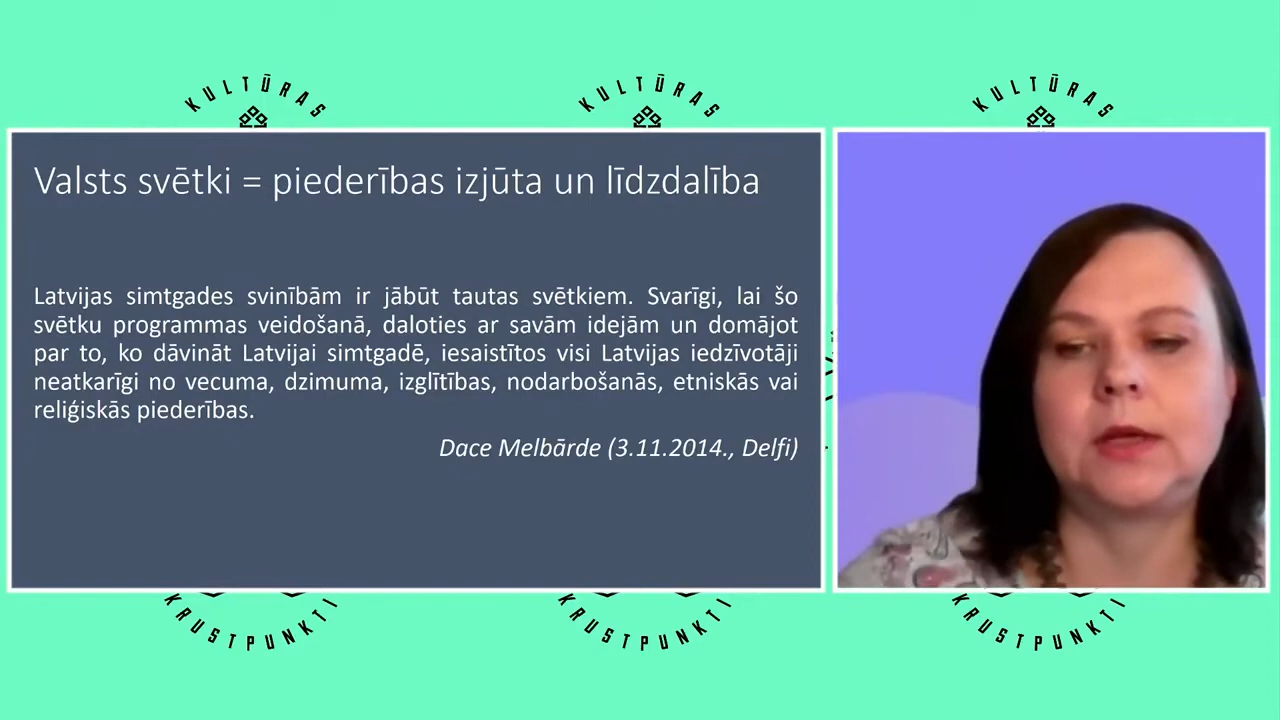 KULTŪRAS
KULTŪRAS
KULTŪRAS
Valsts svētki = piederības izjūta un līdzdalība
Latvijas simtgades svinībām ir jābūt tautas svētkiem. Svarīgi, lai šo
svētku programmas veidošanā, daloties ar savām idejām un domājot
par to, ko dāvināt Latvijai simtgadē, iesaistītos visi Latvijas iedzīvotāji
neatkarīgi no vecuma, dzimuma, izglītības, nodarbošanās, etniskās vai
reliģiskās piederības.
Dace Melbārde (3.11.2014., Delfi)
KRUSTPUNKTI
KRUSTPUNKTI
KRUSTPUNKTI